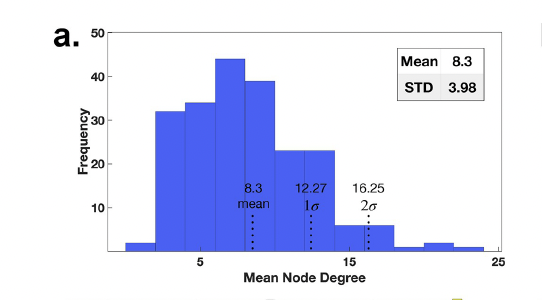 a.
50
40
30
20
10
Frequency
Mean 8.3
STD 3.98
8.3
mean
12.27
1σ
16.25
2σ
5 15 25
Mean Node Degree